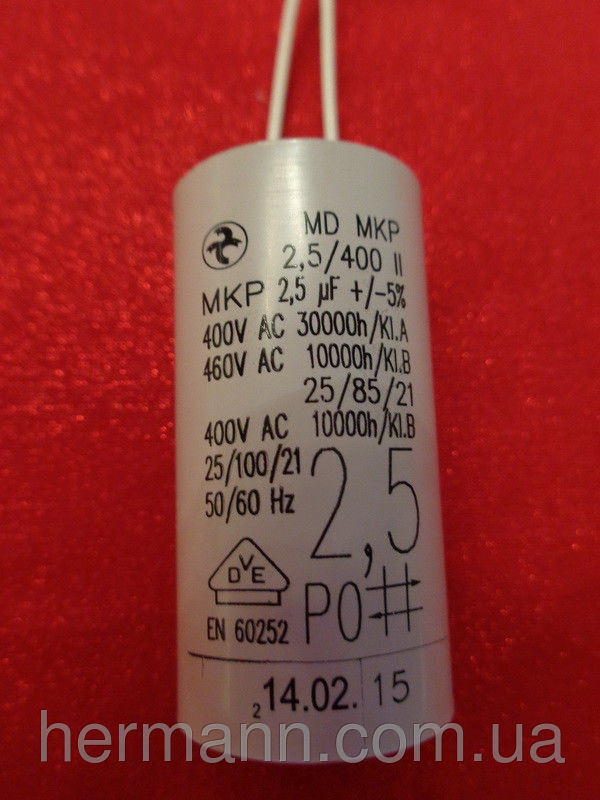 MD MKP
2,5/400 II
MKP 2,5 µF +/-5%
400V AC 30000h/Kl.A
460V AC 10000h/Kl.B
25/85/21
400V AC 10000h/Kl.B
25/100/21
50/60 Hz
2,5
DVE
P0
EN 60252
2 14.02. 15
hermann.com.ua